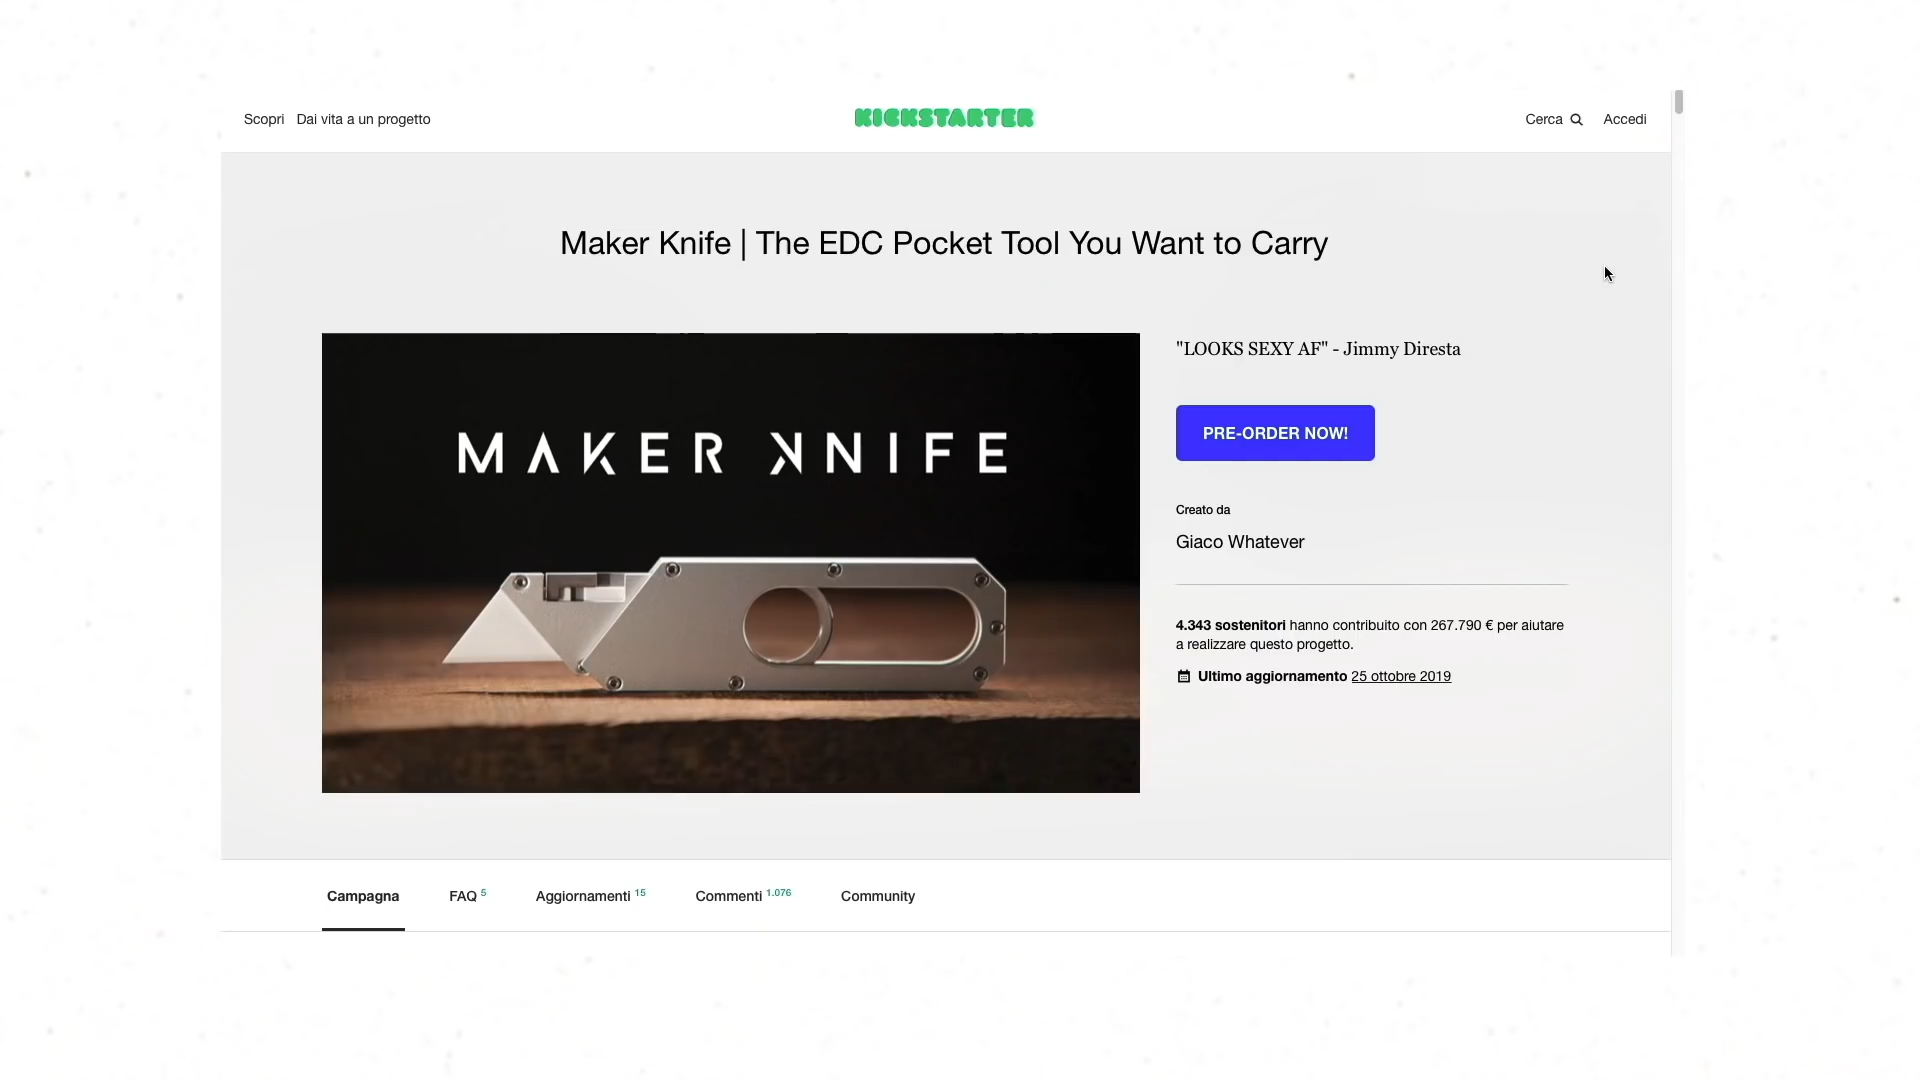 Scopri Dai vita a un progetto
KICKSTARTER
Cerca Accedi
Maker Knife | The EDC Pocket Tool You Want to Carry
MAKER KNIFE
"LOOKS SEXY AF" - Jimmy Diresta
PRE-ORDER NOW!
Creato da
Giaco Whatever
4.343 sostenitori hanno contribuito con 267.790 € per aiutare
a realizzare questo progetto.
Ultimo aggiornamento 25 ottobre 2019
Campagna FAQ 5 Aggiornamenti 15 Commenti 1.076 Community